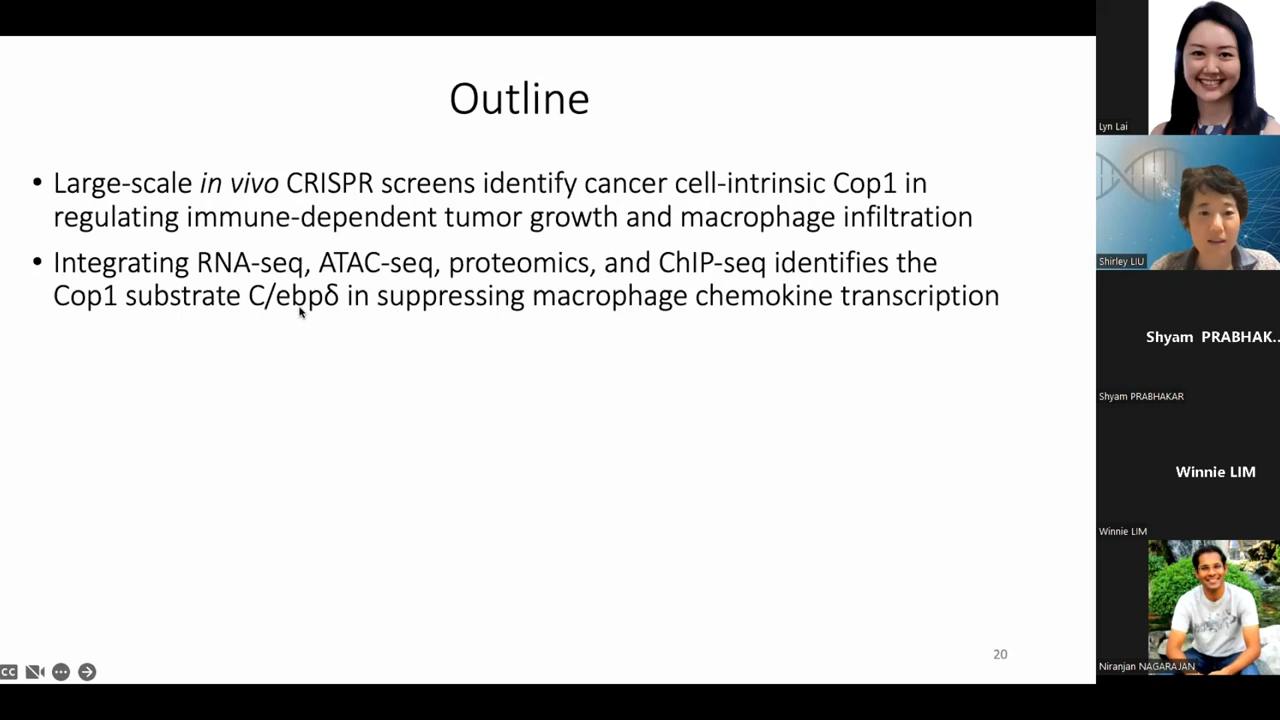 Outline
• Large-scale in vivo CRISPR screens identify cancer cell-intrinsic Cop1 in
regulating immune-dependent tumor growth and macrophage infiltration
• Integrating RNA-seq, ATAC-seq, proteomics, and ChIP-seq identifies the
Cop1 substrate C/ebpδ in suppressing macrophage chemokine transcription
20
CC
Lyn Lai
Shirley LIU
Shyam PRABHAK...
Shyam PRABHAKAR
Winnie LIM
Winnie LIM
Niranjan NAGARAJAN